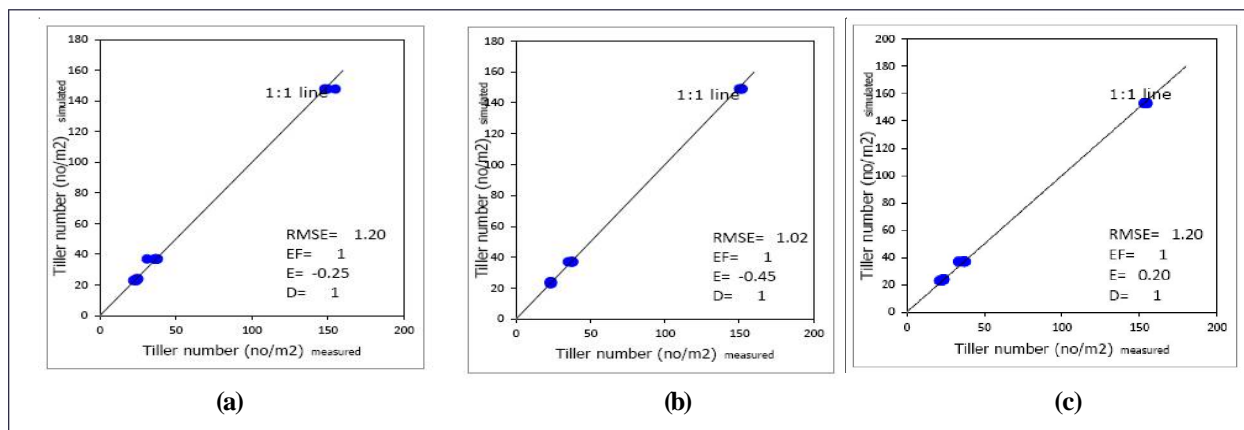 180
160
140
120
100
80
60
40
20
0
0
50
100
150
200
Tiller number (no/m2) simulated
1:1 line
RMSE= 1.20
EF= 1
E= -0.25
D= 1
Tiller number (no/m2) measured
(a)
180
160
140
120
100
80
60
40
20
0
0
50
100
150
200
Tiller number (no/m2) simulated
1:1 line
RMSE= 1.02
EF= 1
E= -0.45
D= 1
Tiller number (no/m2) measured
(b)
200
180
160
140
120
100
80
60
40
20
0
0
50
100
150
200
Tiller number (no/m2) simulated
1:1 line
RMSE= 1.20
EF= 1
E= 0.20
D= 1
Tiller number (no/m2) measured
(c)